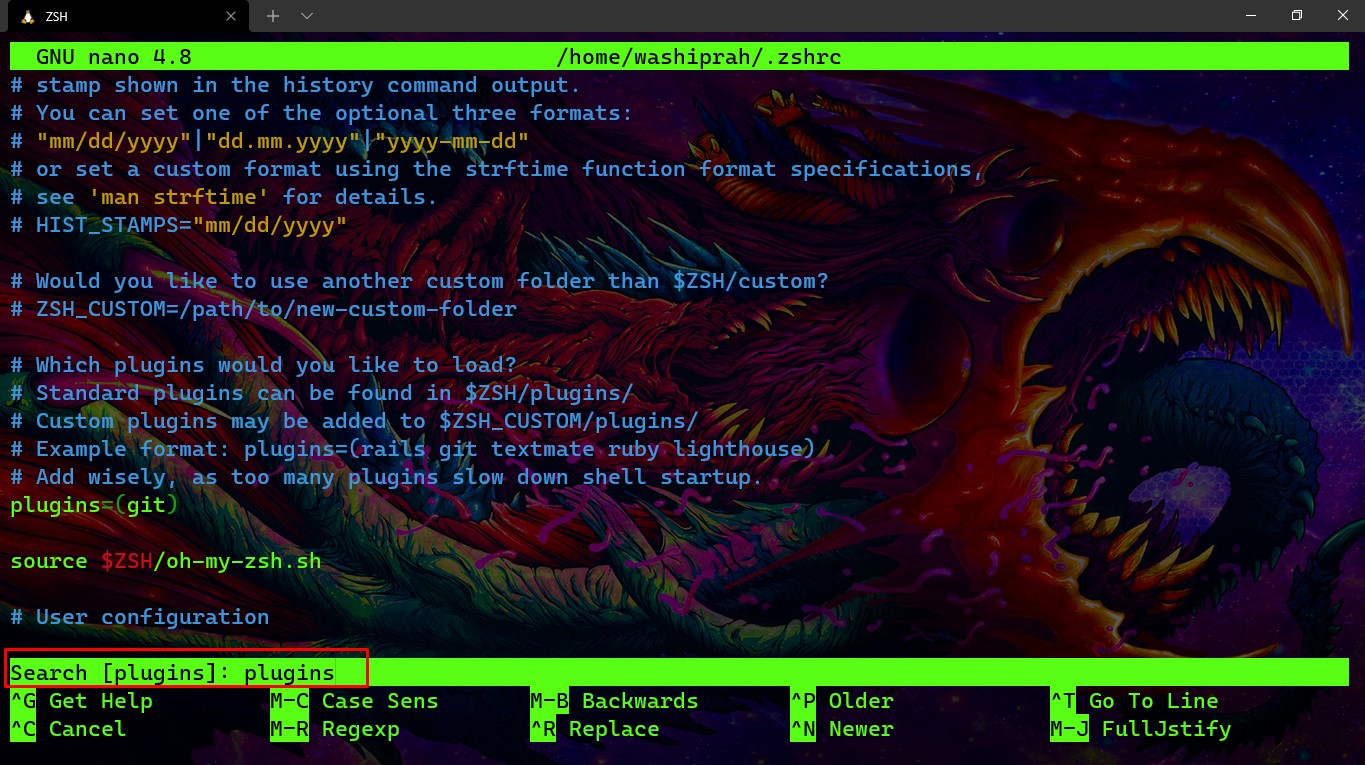 ZSH
GNU nano 4.8 /home/washiprah/.zshrc
# stamp shown in the history command output.
# You can set one of the optional three formats:
# "mm/dd/yyyy"|"dd.mm.yyyy"|"yyyy-mm-dd"
# or set a custom format using the strftime function format specifications,
# see 'man strftime' for details.
# HIST_STAMPS="mm/dd/yyyy"
# Would you like to use another custom folder than $ZSH/custom?
# ZSH_CUSTOM=/path/to/new-custom-folder
# Which plugins would you like to load?
# Standard plugins can be found in $ZSH/plugins/
# Custom plugins may be added to $ZSH_CUSTOM/plugins/
# Example format: plugins=(rails git textmate ruby lighthouse)
# Add wisely, as too many plugins slow down shell startup.
plugins=(git)
source $ZSH/oh-my-zsh.sh
# User configuration
Search [plugins]: plugins
^G Get Help M-C Case Sens M-B Backwards ^P Older ^T Go To Line
^C Cancel M-R Regexp ^R Replace ^N Newer M-J FullJstify